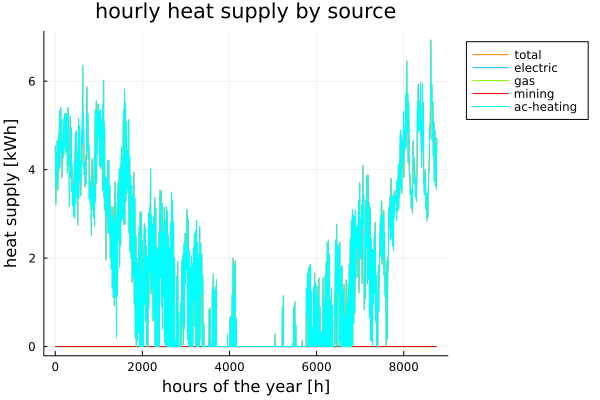 hourly heat supply by source
total
electric
gas
mining
ac-heating
heat supply [kWh]
6
4
2
0
0
2000
4000
6000
8000
hours of the year [h]